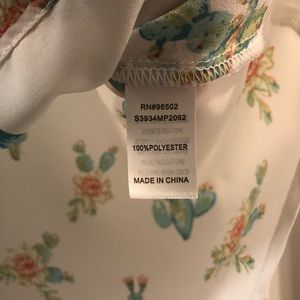 RN#96502
S3934MP2062
100%POLYESTER
MADE IN CHINA